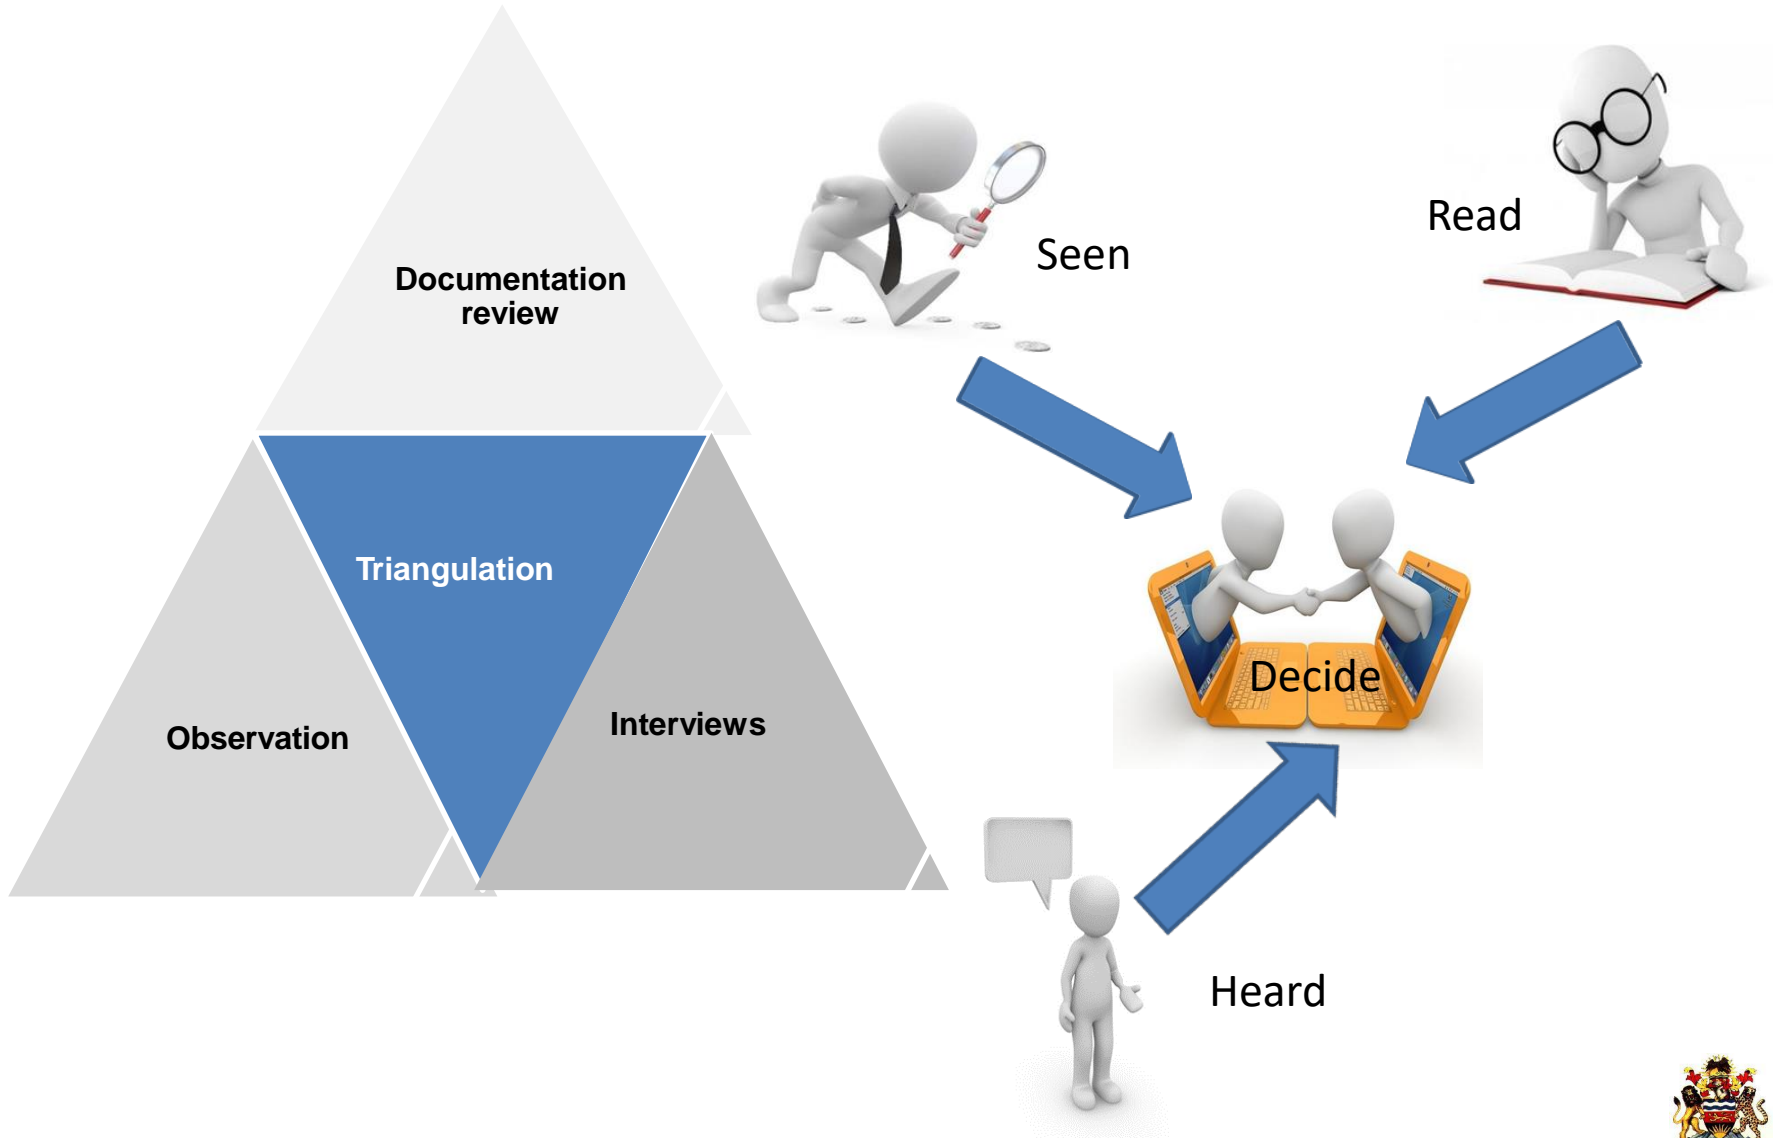 Documentation
review
Triangulation
Observation
Interviews
Seen
Read
Decide
Heard